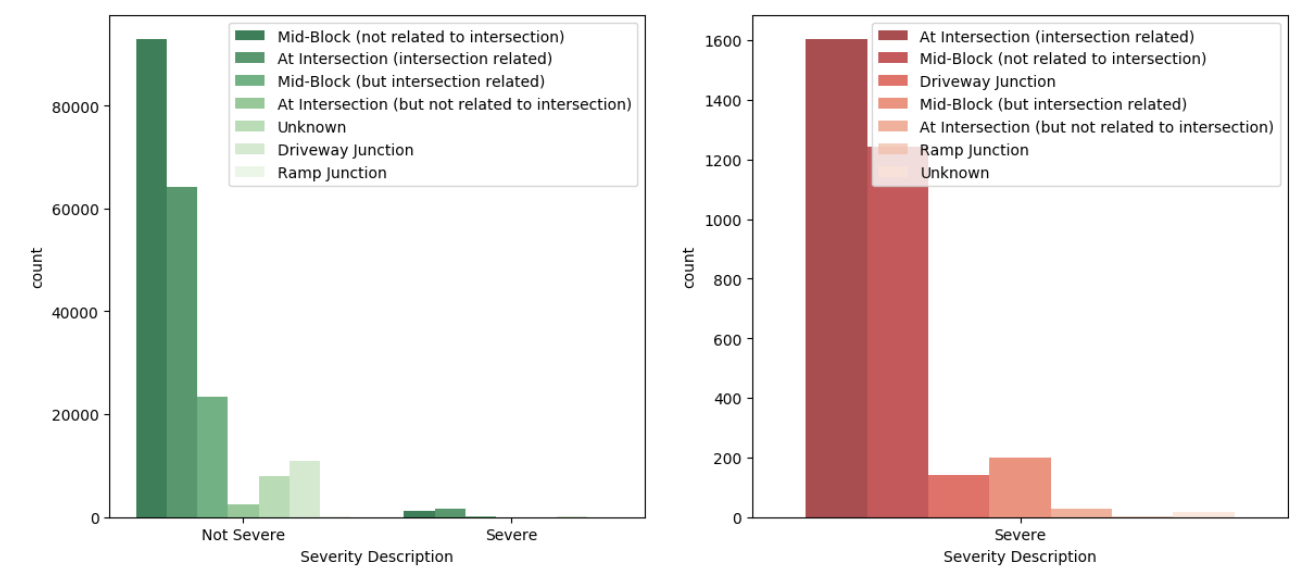 Mid-Block (not related to intersection)
At Intersection (intersection related)
Mid-Block (but intersection related)
At Intersection (but not related to intersection)
Unknown
Driveway Junction
Ramp Junction
80000
60000
40000
20000
0
count
Not Severe
Severe
Severity Description
At Intersection (intersection related)
Mid-Block (not related to intersection)
Driveway Junction
Mid-Block (but intersection related)
At Intersection (but not related to intersection)
Ramp Junction
Unknown
1600
1400
1200
1000
800
600
400
200
0
count
Severe
Severity Description